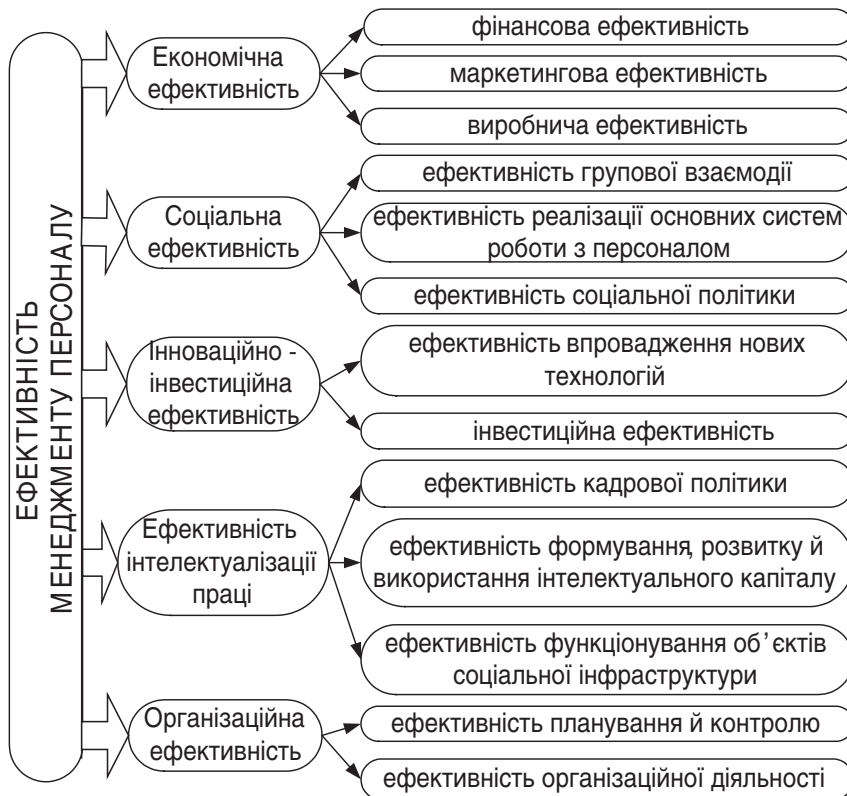 ЕФЕКТИВНІСТЬ
МЕНЕДЖМЕНТУ ПЕРСОНАЛУ
Економічна
ефективність
фінансова ефективність
маркетингова ефективність
виробнича ефективність
Соціальна
ефективність
ефективність групової взаємодії
ефективність реалізації основних систем
роботи з персоналом
ефективність соціальної політики
Інноваційно -
інвестиційна
ефективність
ефективність впровадження нових
технологій
інвестиційна ефективність
Ефективність
інтелектуалізації
праці
ефективність кадрової політики
ефективність формування, розвитку й
використання інтелектуального капіталу
ефективність функціонування об’єктів
соціальної інфраструктури
Організаційна
ефективність
ефективність планування й контролю
ефективність організаційної діяльності